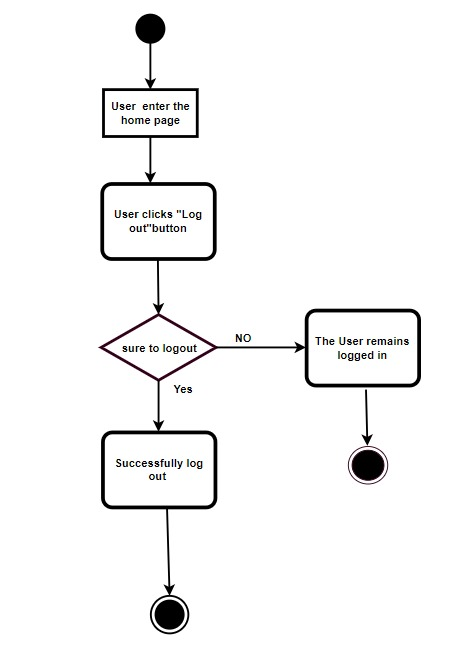 User enter the
home page
User clicks "Log
out"button
sure to logout
NO
The User remains
logged in
Yes
Successfully log
out